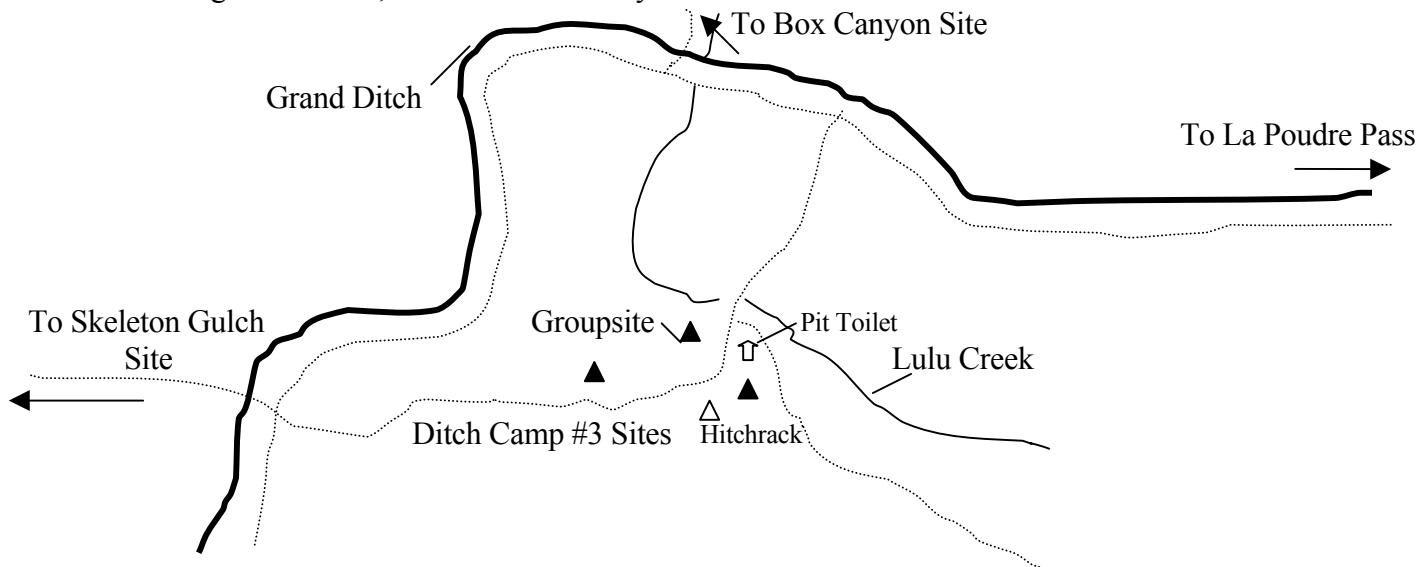 To Box Canyon Site
Grand Ditch
To La Poudre Pass
To Skeleton Gulch
Site
Groupsite
Pit Toilet
Lulu Creek
Ditch Camp #3 Sites
Hitchrack